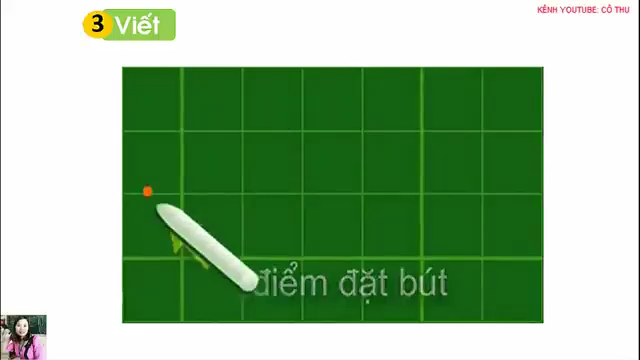 KÊNH YOUTUBE: CÔ THU
3 Viết
điểm đặt bút